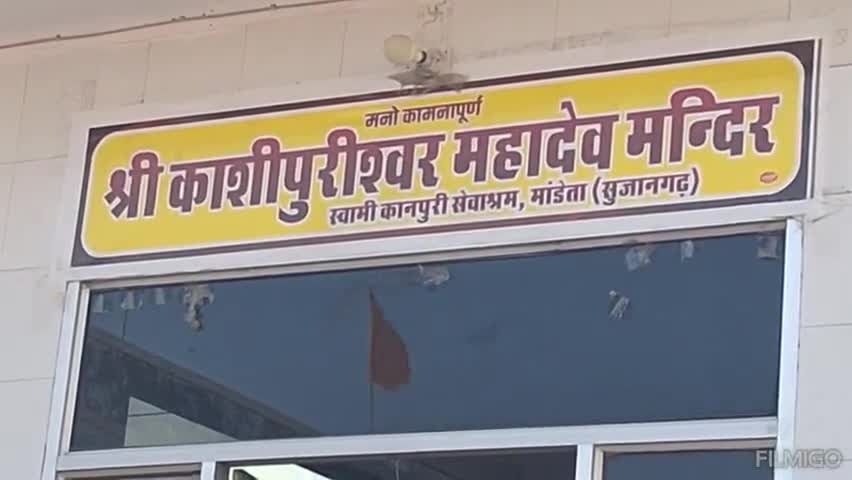 मनो कामनापूर्ण
श्री काशीपुरीश्वर महादेव मन्दिर
स्वामी कानपुरी सेवाश्रम, मांडेता (सुजानगढ़)
FILMIGO